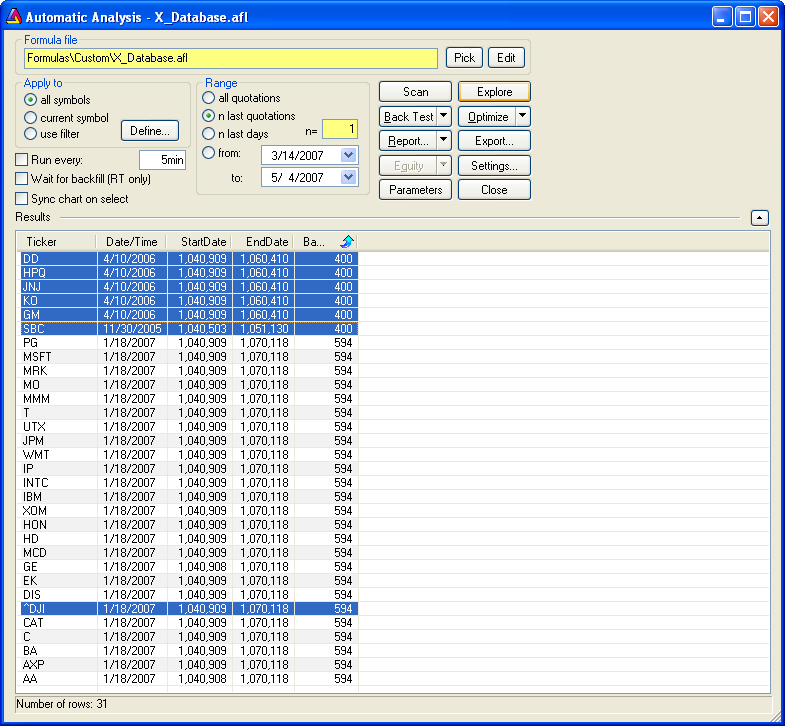 Automatic Analysis - X_Database.afl
Formula file
Formulas\Custom\X_Database.afl
Pick
Edit
Apply to
all symbols
current symbol
use filter
Define...
Run every:
5min
Wait for backfill (RT only)
Sync chart on select
Range
all quotations
n last quotations
n last days
n=
1
from:
3/14/2007
to:
5/ 4/2007
Scan
Explore
Back Test
Optimize
Report...
Export...
Equity
Settings...
Parameters
Close
Results
Ticker Date/Time StartDate EndDate Ba...
DD 4/10/2006 1,040,909 1,060,410 400
HPQ 4/10/2006 1,040,909 1,060,410 400
JNJ 4/10/2006 1,040,909 1,060,410 400
KO 4/10/2006 1,040,909 1,060,410 400
GM 4/10/2006 1,040,909 1,060,410 400
SBC 11/30/2005 1,040,503 1,051,130 400
PG 1/18/2007 1,040,909 1,070,118 594
MSFT 1/18/2007 1,040,909 1,070,118 594
MRK 1/18/2007 1,040,909 1,070,118 594
MO 1/18/2007 1,040,909 1,070,118 594
MMM 1/18/2007 1,040,909 1,070,118 594
T 1/18/2007 1,040,909 1,070,118 594
UTX 1/18/2007 1,040,909 1,070,118 594
JPM 1/18/2007 1,040,909 1,070,118 594
WMT 1/18/2007 1,040,909 1,070,118 594
IP 1/18/2007 1,040,909 1,070,118 594
INTC 1/18/2007 1,040,909 1,070,118 594
IBM 1/18/2007 1,040,909 1,070,118 594
XOM 1/18/2007 1,040,909 1,070,118 594
HON 1/18/2007 1,040,909 1,070,118 594
HD 1/18/2007 1,040,909 1,070,118 594
MCD 1/18/2007 1,040,909 1,070,118 594
GE 1/18/2007 1,040,908 1,070,118 594
EK 1/18/2007 1,040,909 1,070,118 594
DIS 1/18/2007 1,040,909 1,070,118 594
^DJI 1/18/2007 1,040,909 1,070,118 594
CAT 1/18/2007 1,040,909 1,070,118 594
C 1/18/2007 1,040,909 1,070,118 594
BA 1/18/2007 1,040,909 1,070,118 594
AXP 1/18/2007 1,040,909 1,070,118 594
AA 1/18/2007 1,040,908 1,070,118 594
Number of rows: 31